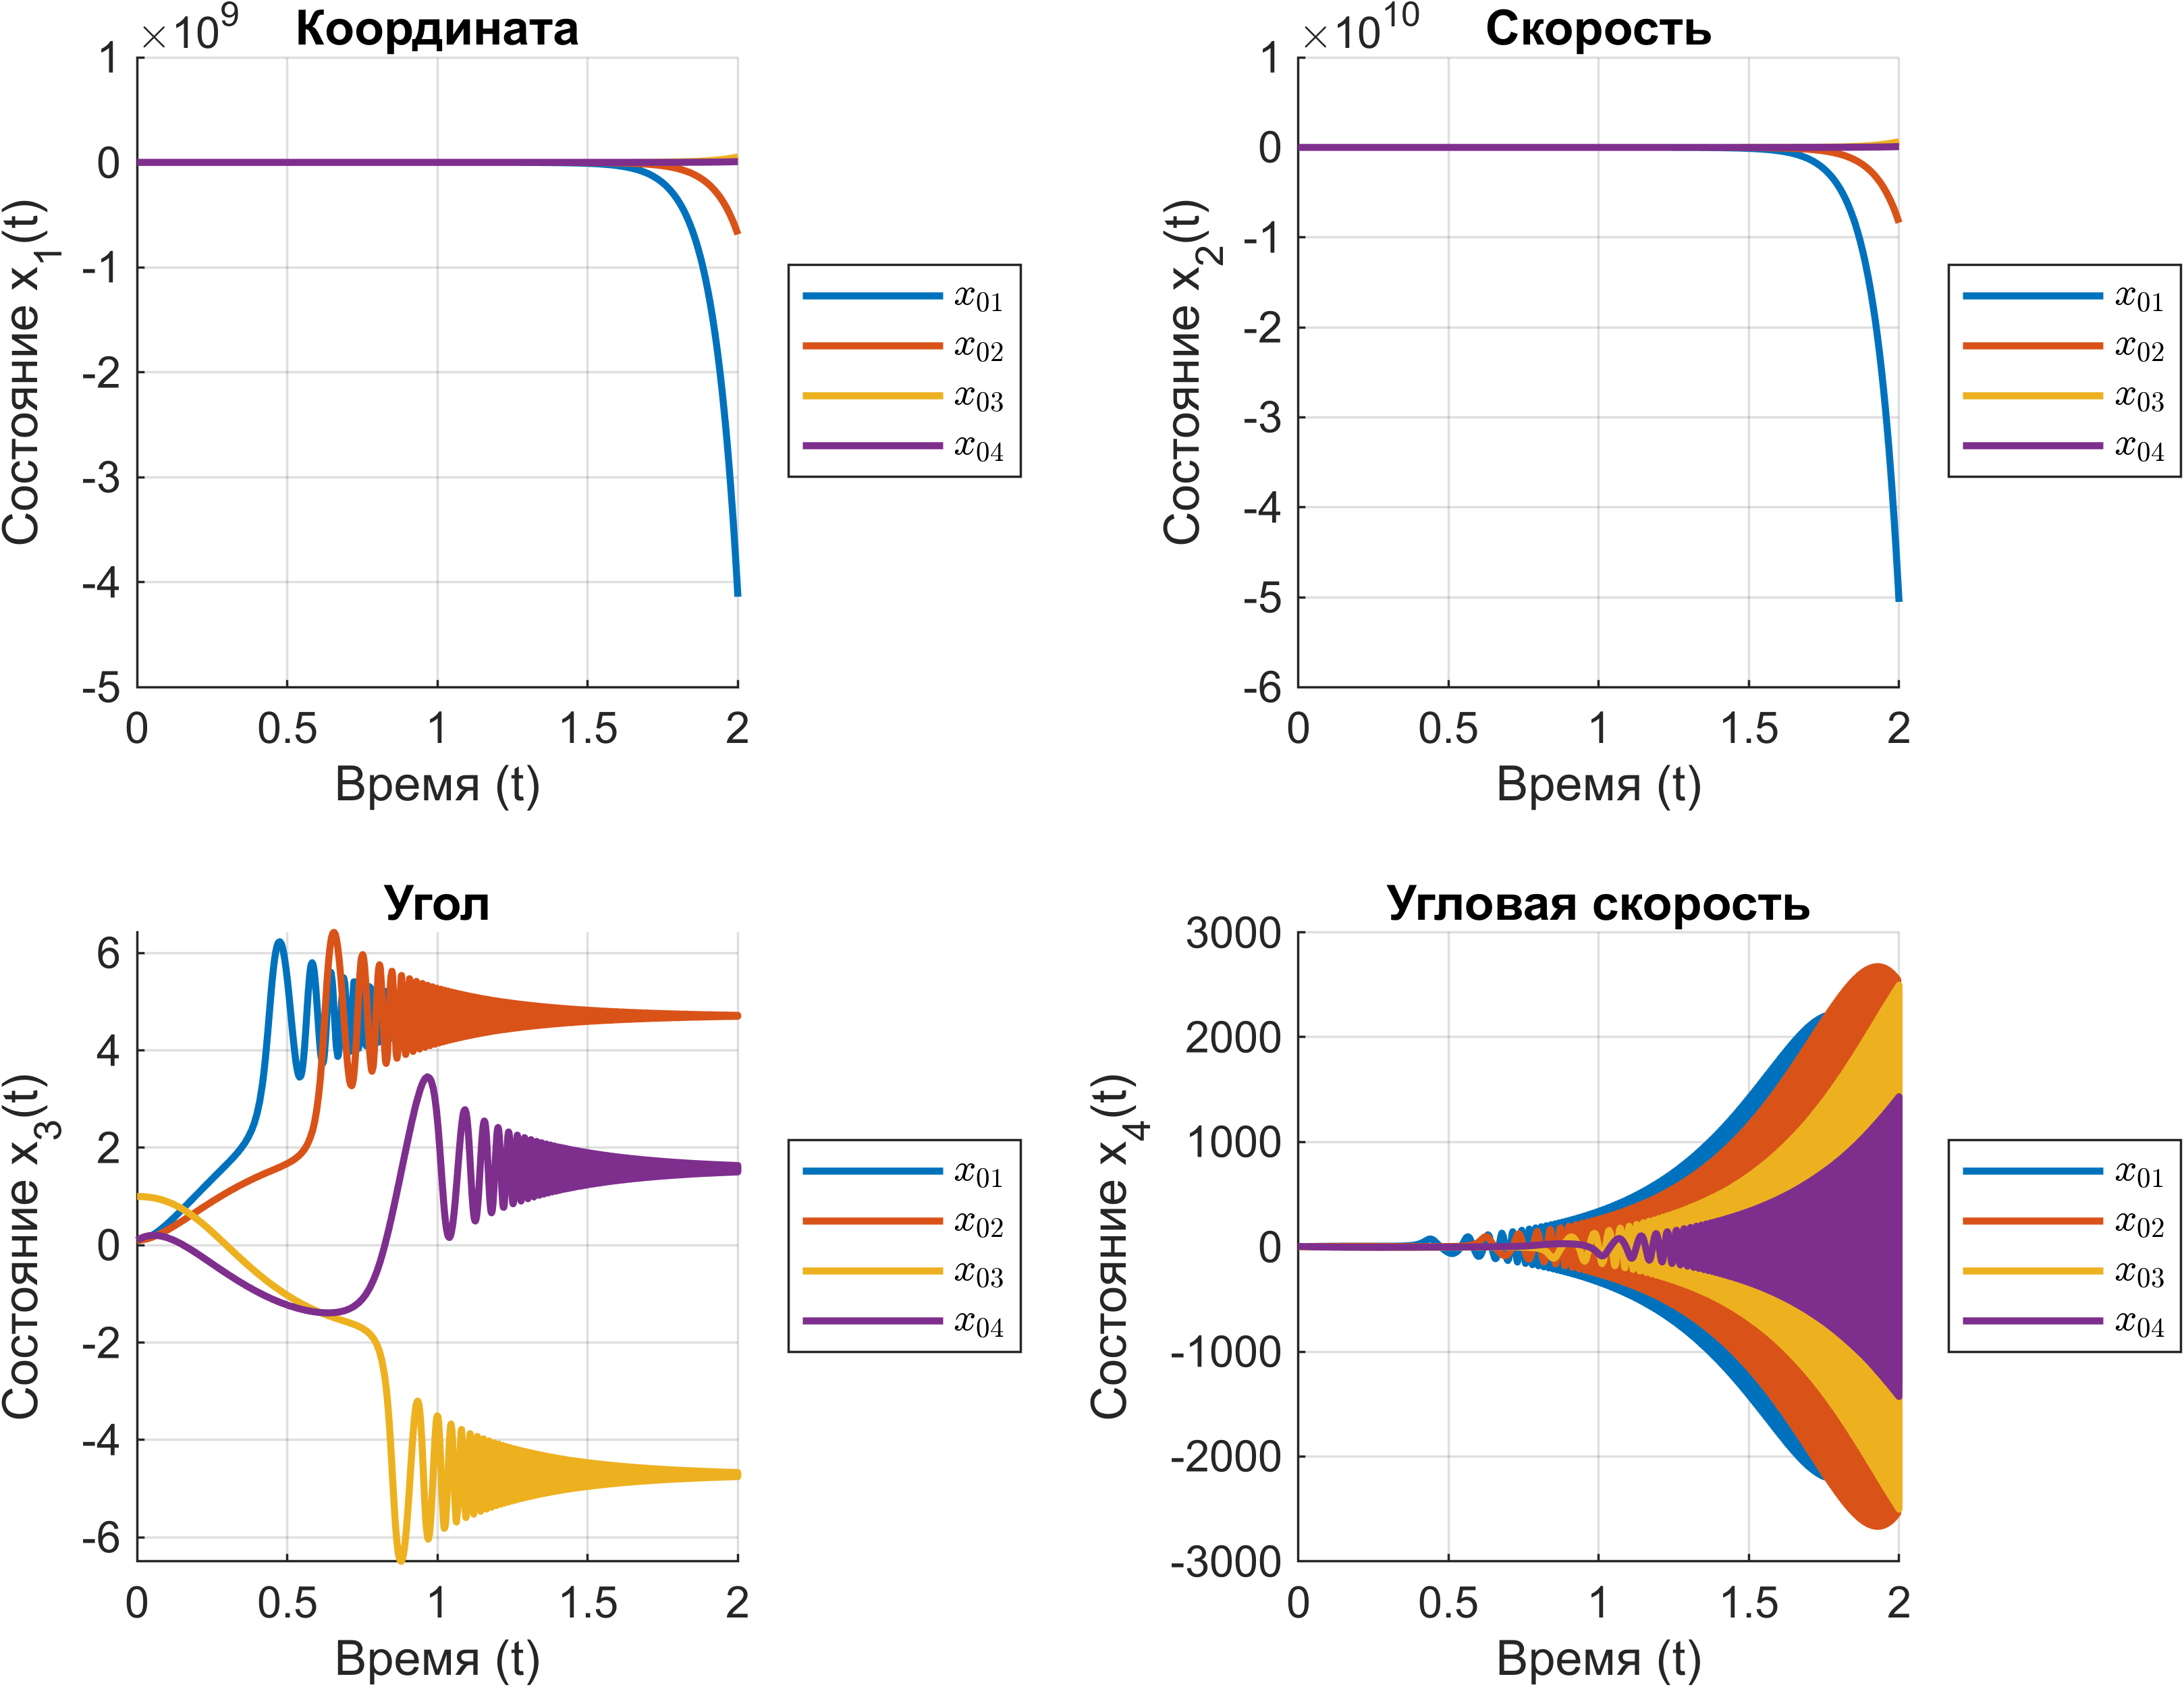 ×10⁹
Координата
1
0
-1
-2
-3
-4
-5
0 0.5 1 1.5 2
Состояние x₁(t)
Время (t)
x₀₁
x₀₂
x₀₃
x₀₄
×10¹⁰
Скорость
1
0
-1
-2
-3
-4
-5
-6
0 0.5 1 1.5 2
Состояние x₂(t)
Время (t)
x₀₁
x₀₂
x₀₃
x₀₄
Угол
6
4
2
0
-2
-4
-6
0 0.5 1 1.5 2
Состояние x₃(t)
Время (t)
x₀₁
x₀₂
x₀₃
x₀₄
Угловая скорость
3000
2000
1000
0
-1000
-2000
-3000
0 0.5 1 1.5 2
Состояние x₄(t)
Время (t)
x₀₁
x₀₂
x₀₃
x₀₄